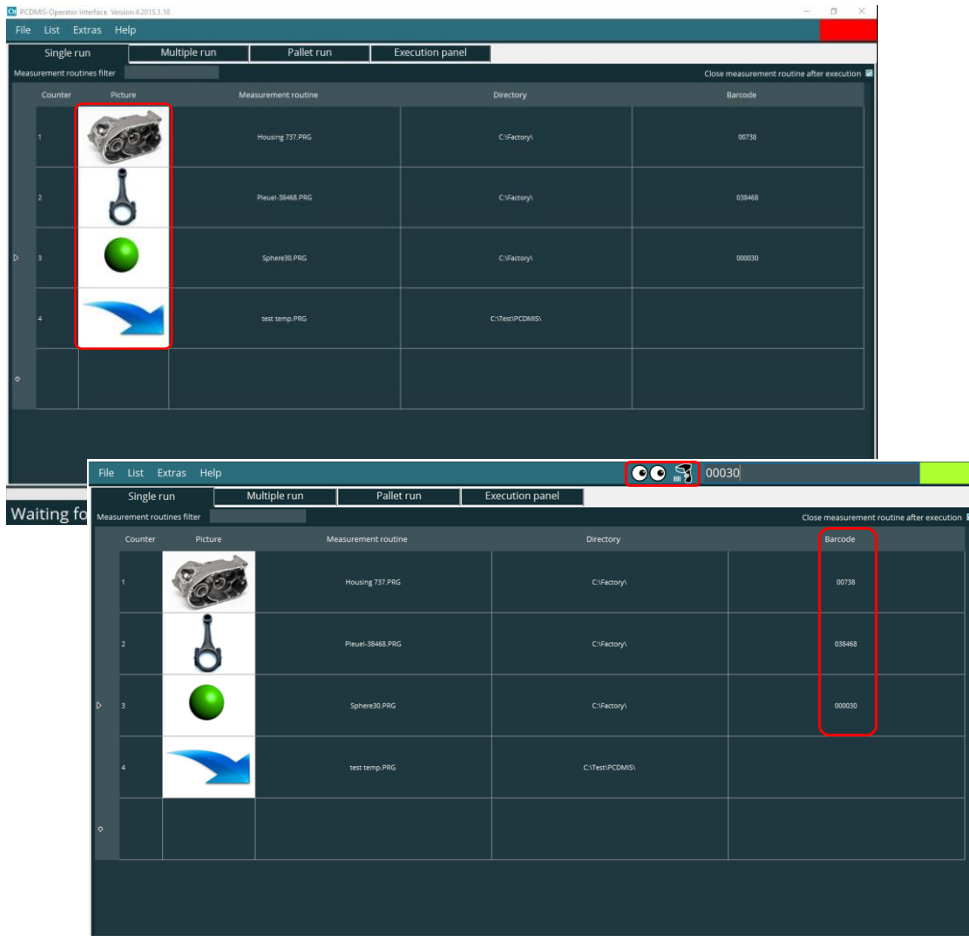 PCDMIS-Operator Interface Version 4.2015.1.18
File List Extras Help
Single run Multiple run Pallet run Execution panel
Measurement routines filter Close measurement routine after execution
Counter Picture Measurement routine Directory Barcode
1 Housing 737.PRG C:\Factory\ 00738
2 Pleuel-38468.PRG C:\Factory\ 038468
3 Sphere30.PRG C:\Factory\ 000030
4 test temp.PRG C:\Test\PCDMIS\
Waiting fo
File List Extras Help 00030
Single run Multiple run Pallet run Execution panel
Measurement routines filter Close measurement routine after execution
Counter Picture Measurement routine Directory Barcode
1 Housing 737.PRG C:\Factory\ 00738
2 Pleuel-38468.PRG C:\Factory\ 038468
3 Sphere30.PRG C:\Factory\ 000030
4 test temp.PRG C:\Test\PCDMIS\